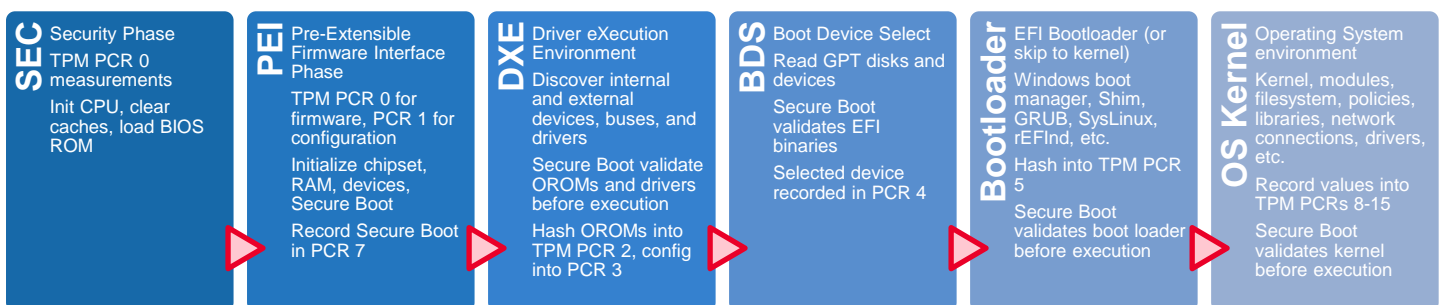 SEC
Security Phase
TPM PCR 0
measurements
Init CPU, clear
caches, load BIOS
ROM
PEI
Pre-Extensible
Firmware Interface
Phase
TPM PCR 0 for
firmware, PCR 1 for
configuration
Initialize chipset,
RAM, devices,
Secure Boot
Record Secure Boot
in PCR 7
DXE
Driver eXecution
Environment
Discover internal
and external
devices, buses, and
drivers
Secure Boot validate
OROMs and drivers
before execution
Hash OROMs into
TPM PCR 2, config
into PCR 3
BDS
Boot Device Select
Read GPT disks and
devices
Secure Boot
validates EFI
binaries
Selected device
recorded in PCR 4
Bootloader
EFI Bootloader (or
skip to kernel)
Windows boot
manager, Shim,
GRUB, SysLinux,
rEFInd, etc.
Hash into TPM PCR
5
Secure Boot
validates boot loader
before execution
OS Kernel
Operating System
environment
Kernel, modules,
filesystem, policies,
libraries, network
connections, drivers,
etc.
Record values into
TPM PCRs 8-15
Secure Boot
validates kernel
before execution